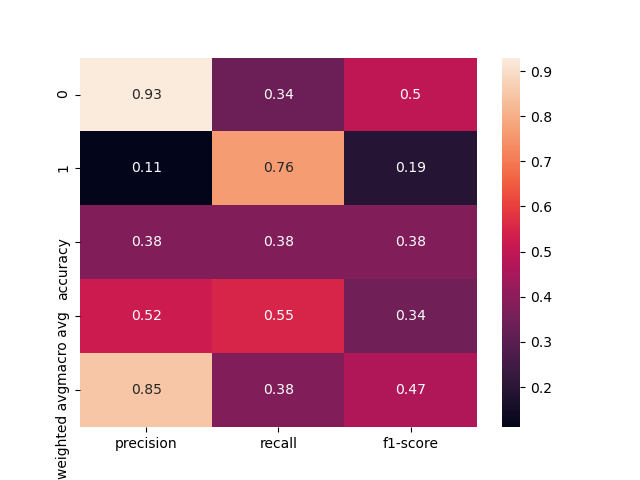 0 0.93 0.34 0.5
1 0.11 0.76 0.19
accuracy 0.38 0.38 0.38
macro avg 0.52 0.55 0.34
weighted avg 0.85 0.38 0.47
precision recall f1-score
0.9
0.8
0.7
0.6
0.5
0.4
0.3
0.2